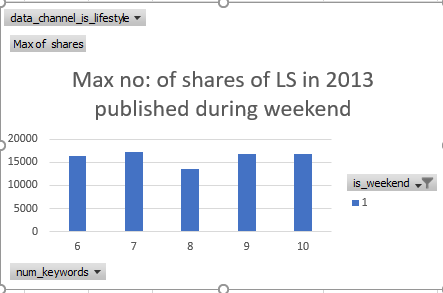 data_channel_is_lifestyle
Max of shares
Max no: of shares of LS in 2013
published during weekend
20000
15000
10000
5000
0
6 7 8 9 10
is_weekend
1
num_keywords